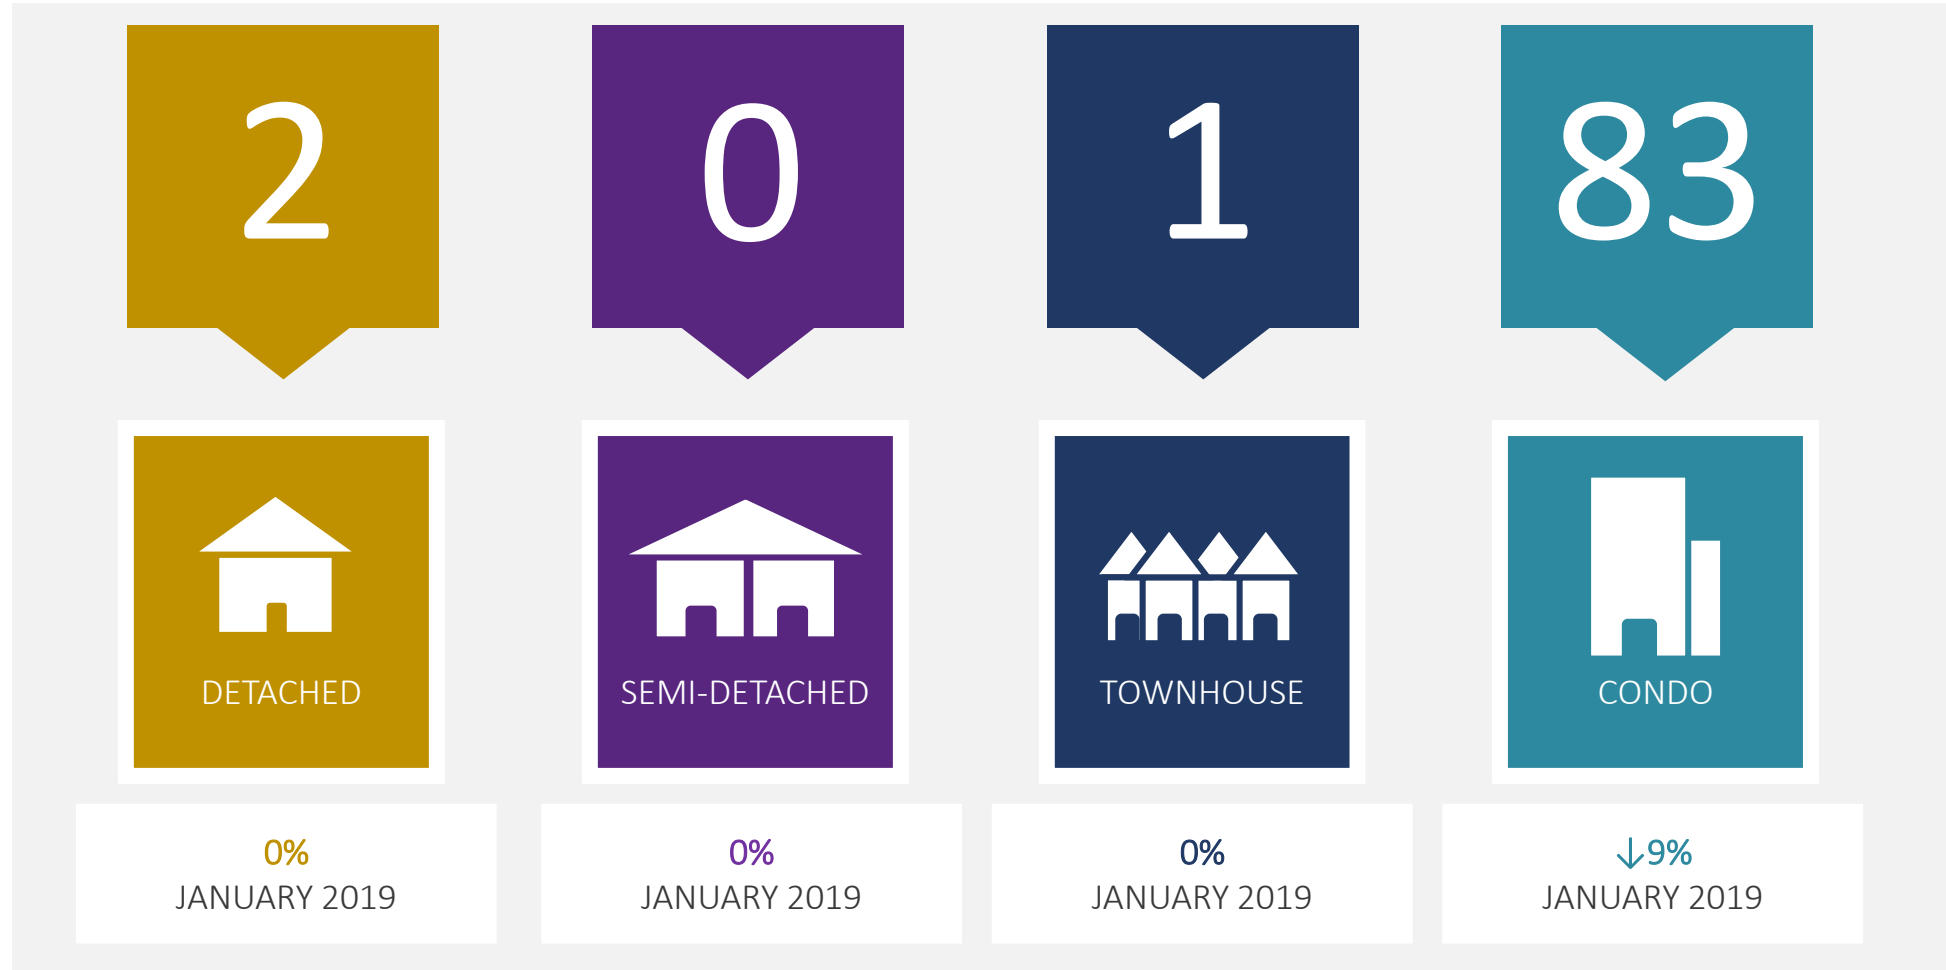 2
0
1
83
DETACHED
SEMI-DETACHED
TOWNHOUSE
CONDO
0%
JANUARY 2019
0%
JANUARY 2019
0%
JANUARY 2019
↓9%
JANUARY 2019